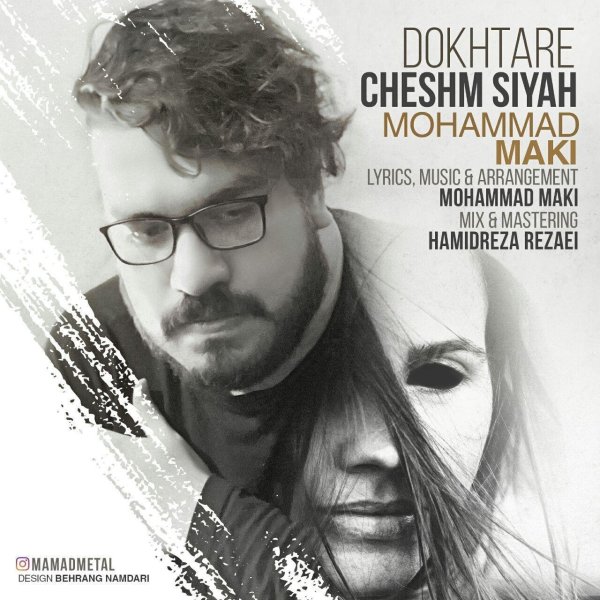 DOKHTARE
CHESHM SIYAH
MOHAMMAD
MAKI
LYRICS, MUSIC & ARRANGEMENT
MOHAMMAD MAKI
MIX & MASTERING
HAMIDREZA REZAEI
@MAMADMETAL
DESIGN BEHRANG NAMDARI